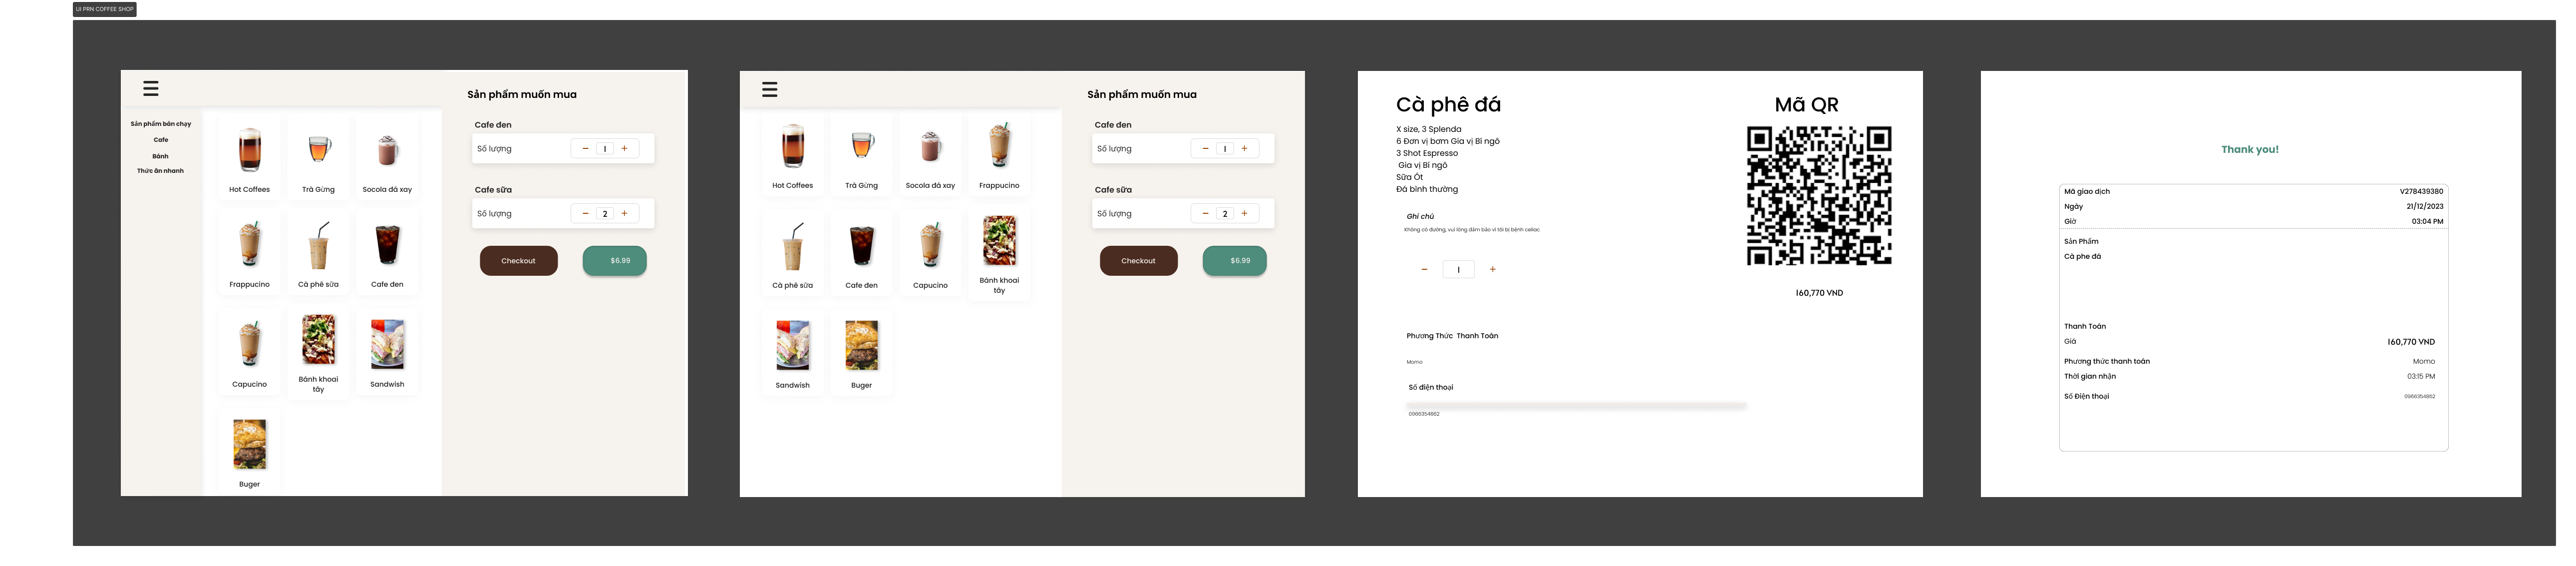 UI PRN COFFEE SHOP
Sản phẩm bán chạy
Cafe
Bánh
Thức ăn nhanh
Hot Coffees
Trà Gừng
Socola đá xay
Frappucino
Cà phê sữa
Cafe den
Capucino
Bánh khoai
tây
Sandwish
Buger
Sản phẩm muốn mua
Cafe den
Số lượng
1
Cafe sữa
Số lượng
2
Checkout
$6.99
Hot Coffees
Trà Gừng
Socola đá xay
Frappucino
Cà phê sữa
Cafe den
Capucino
Bánh khoai
tây
Sandwish
Buger
Sản phẩm muốn mua
Cafe den
Số lượng
1
Cafe sữa
Số lượng
2
Checkout
$6.99
Cà phê đá
X size, 3 Splenda
6 Đơn vị bơm Gia vị Bí ngô
3 Shot Espresso
Gia vị Bí ngô
Sữa Ót
Đá bình thường
Ghi chú
Không có đường, vui lòng đảm bảo vì tôi bị bệnh celiac
1
Phương Thức Thanh Toán
Momo
Số điện thoại
0966354862
Mã QR
160,770 VND
Thank you!
Mã giao dịch V278439380
Ngày 21/12/2023
Giờ 03:04 PM
Sản Phẩm
Cà phe đá
Thanh Toán
Giá 160,770 VND
Phương thức thanh toán Momo
Thời gian nhận 03:15 PM
Số Điện thoại 0966354862